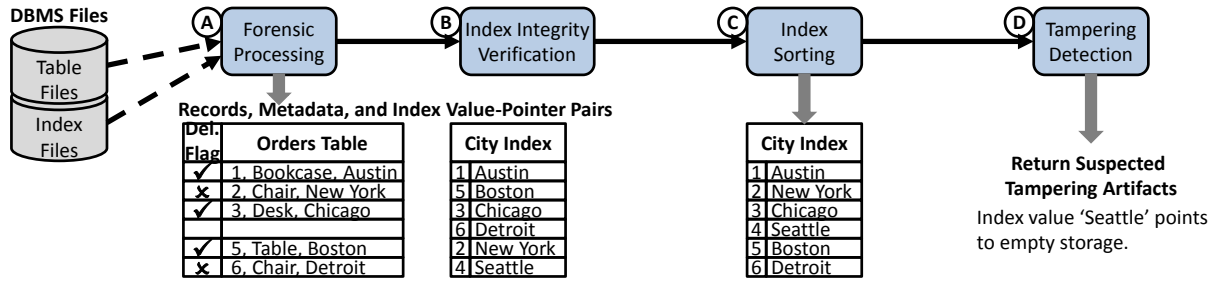 DBMS Files
Table
Files
Index
Files
A
Forensic
Processing
B
Index Integrity
Verification
C
Index
Sorting
D
Tampering
Detection
Records, Metadata, and Index Value-Pointer Pairs
Del.
Flag
Orders Table
✓ 1, Bookcase, Austin
✗ 2, Chair, New York
✓ 3, Desk, Chicago
✓ 5, Table, Boston
✗ 6, Chair, Detroit
City Index
1 Austin
5 Boston
3 Chicago
6 Detroit
2 New York
4 Seattle
City Index
1 Austin
2 New York
3 Chicago
4 Seattle
5 Boston
6 Detroit
Return Suspected
Tampering Artifacts
Index value ‘Seattle’ points
to empty storage.